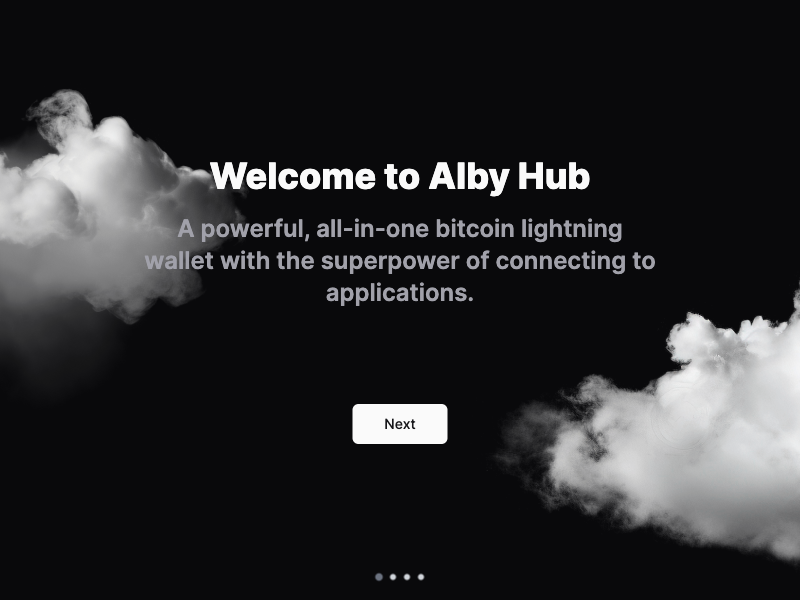 Welcome to Alby Hub
A powerful, all-in-one bitcoin lightning
wallet with the superpower of connecting to
applications.
Next